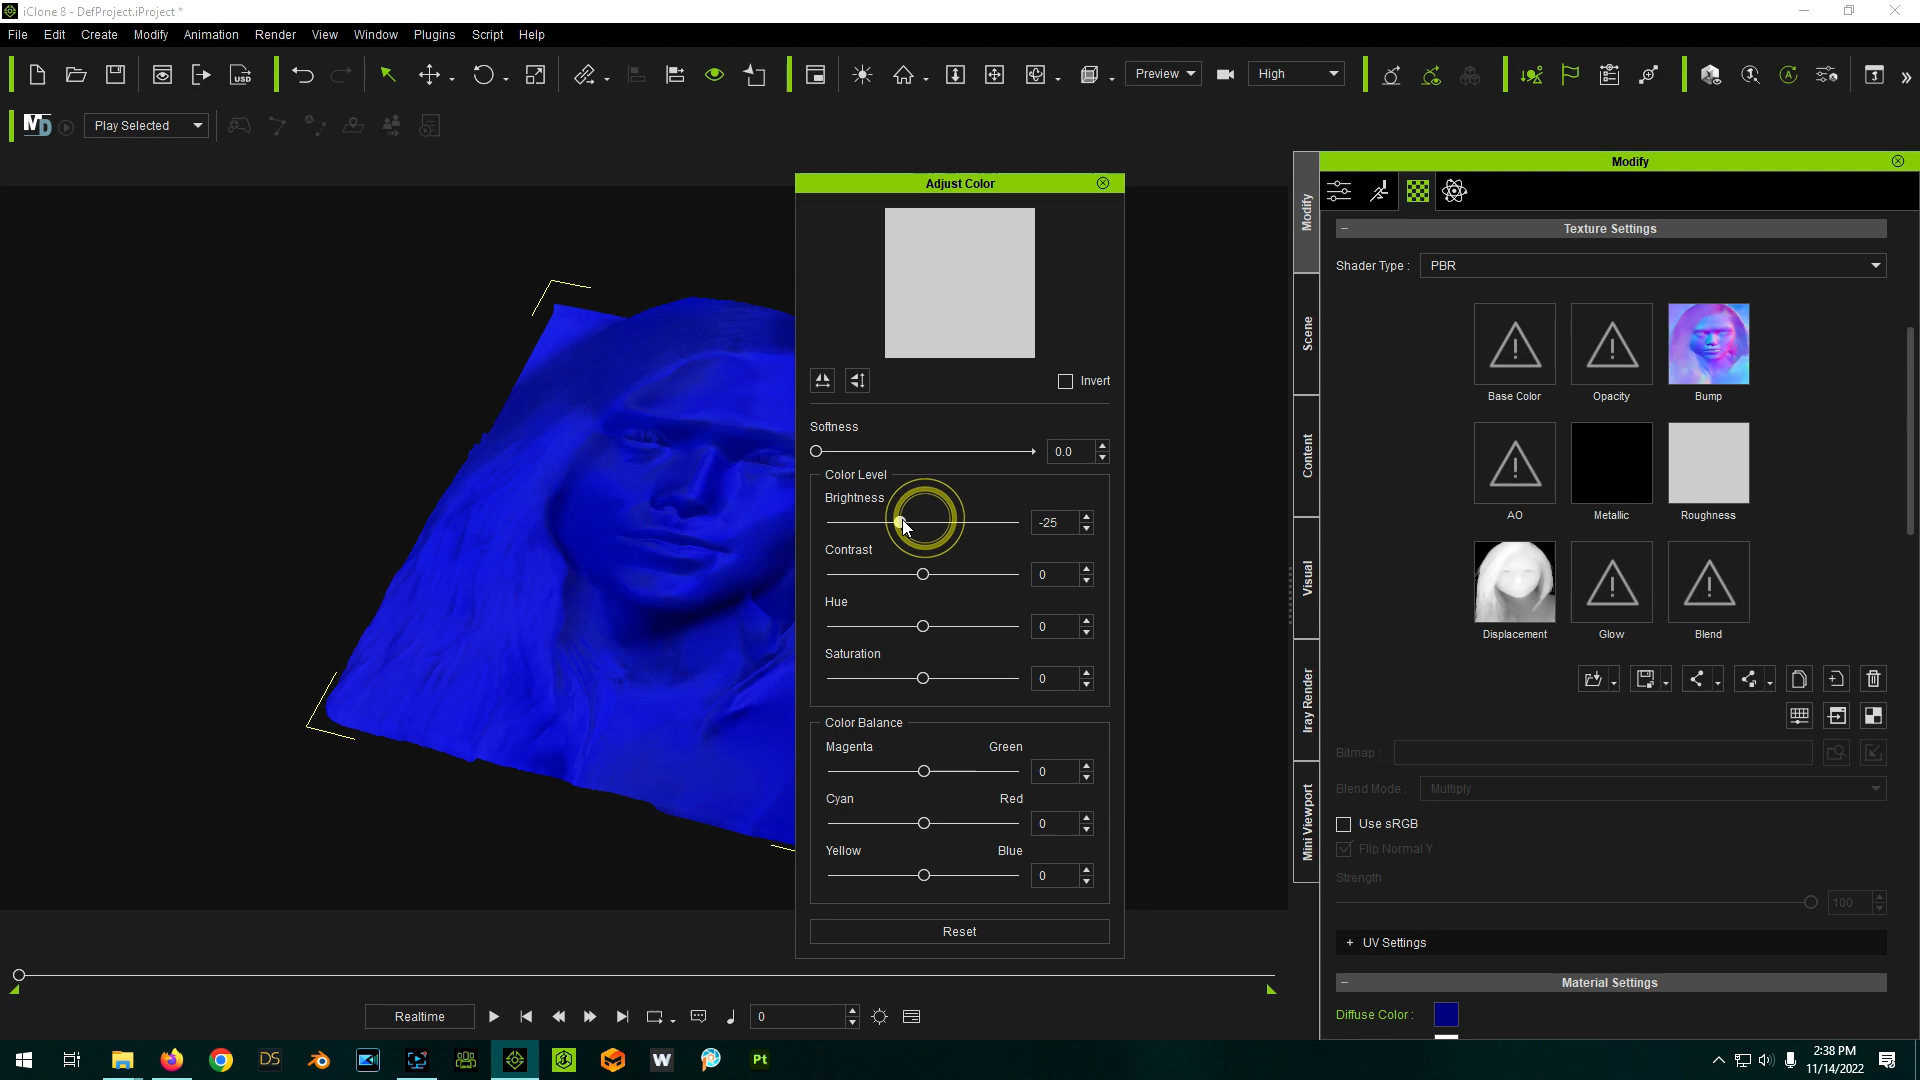 iClone 8 - DefProject.iProject *
File Edit Create Modify Animation Render View Window Plugins Script Help
USD
Preview
High
MD
Play Selected
Modify
Adjust Color
Modify
Scene
Content
Visual
Iray Render
Mini Viewport
Invert
Softness
0.0
Color Level
Brightness
-25
Contrast
0
Hue
0
Saturation
0
Color Balance
Magenta Green
0
Cyan Red
0
Yellow Blue
0
Reset
Texture Settings
Shader Type : PBR
Base Color Opacity Bump
AO Metallic Roughness
Displacement Glow Blend
Bitmap :
Blend Mode : Multiply
Use sRGB
Flip Normal Y
Strength
100
+ UV Settings
Material Settings
Diffuse Color :
Realtime
0
DS
W
Pt
2:38 PM
11/14/2022